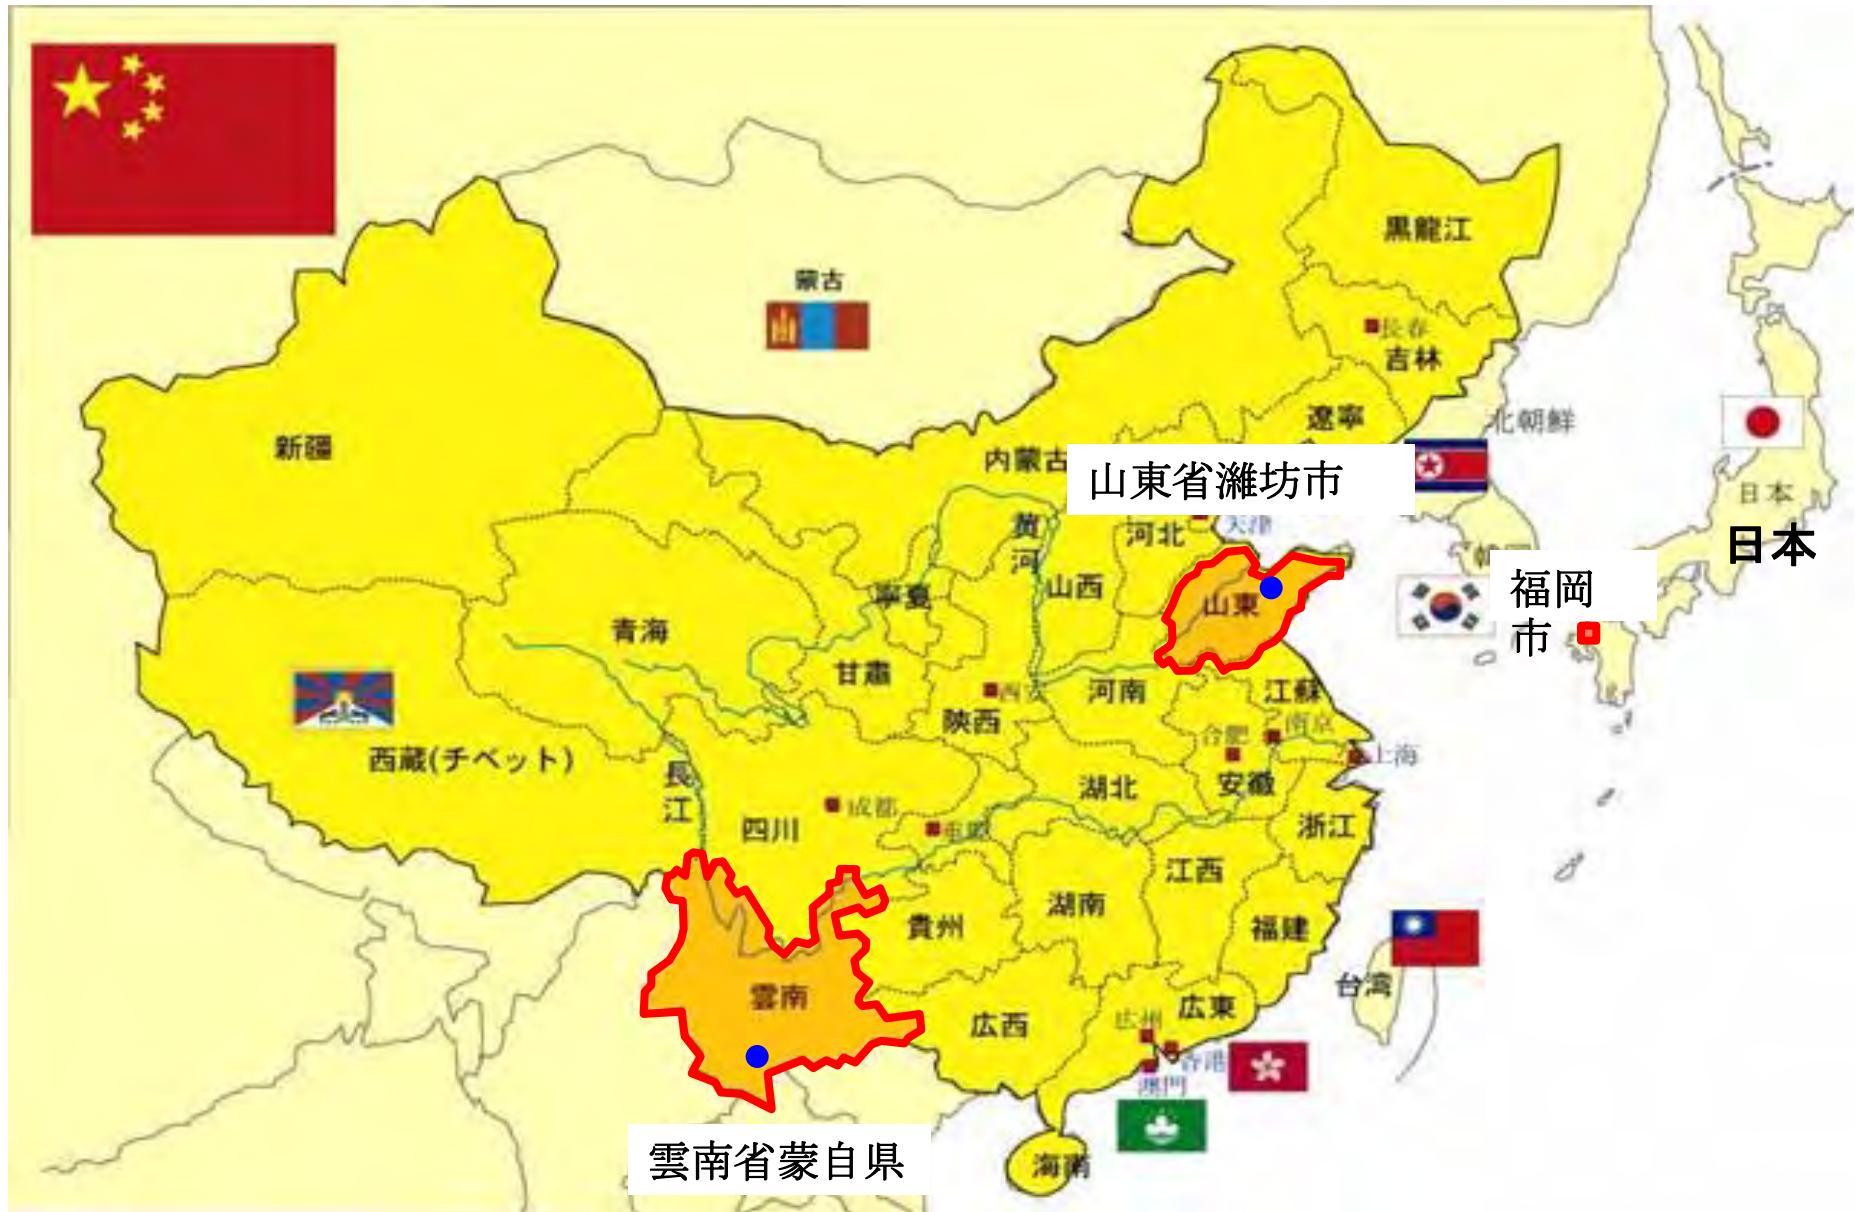 黒龍江
蒙古
長春
吉林
遼寧
北朝鮮
新疆
内蒙古
山東省濰坊市
日本
日本
黄河
河北
天津
福岡
市
山西
寧夏
山東
青海
甘粛
西安
河南
江蘇
陝西
南京
合肥
上海
西蔵(チベット)
長江
湖北
安徽
成都
四川
重慶
浙江
江西
湖南
貴州
福建
台湾
雲南
広西
広州
広東
香港
澳門
雲南省蒙自県
海南